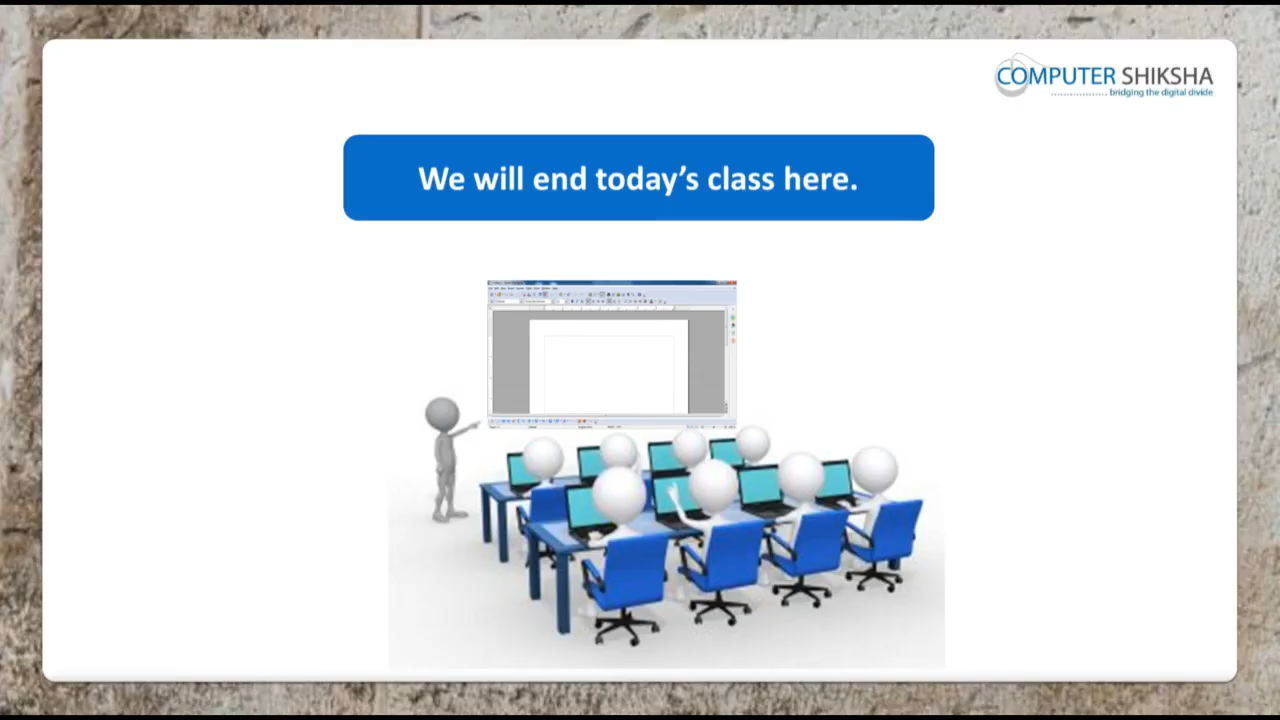 COMPUTER SHIKSHA
bridging the digital divide
We will end today's class here.